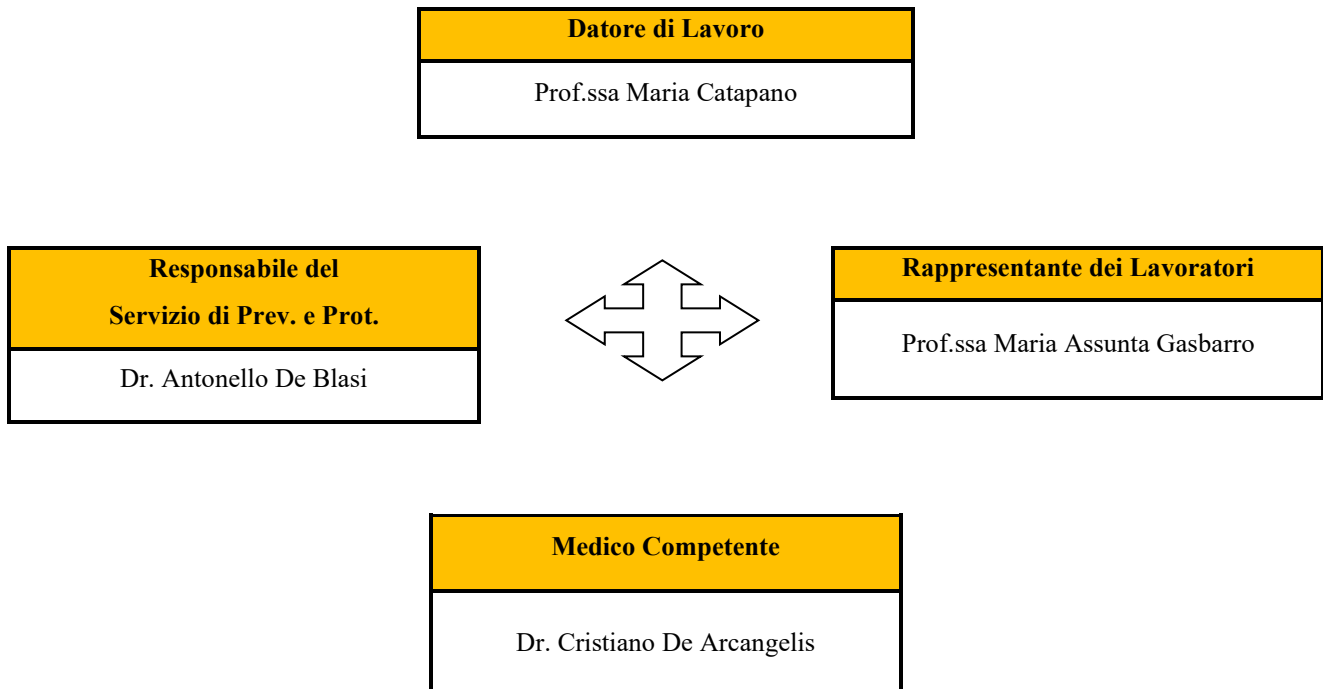 Datore di Lavoro
Prof.ssa Maria Catapano
Responsabile del
Servizio di Prev. e Prot.
Dr. Antonello De Blasi
Rappresentante dei Lavoratori
Prof.ssa Maria Assunta Gasbarro
Medico Competente
Dr. Cristiano De Arcangelis